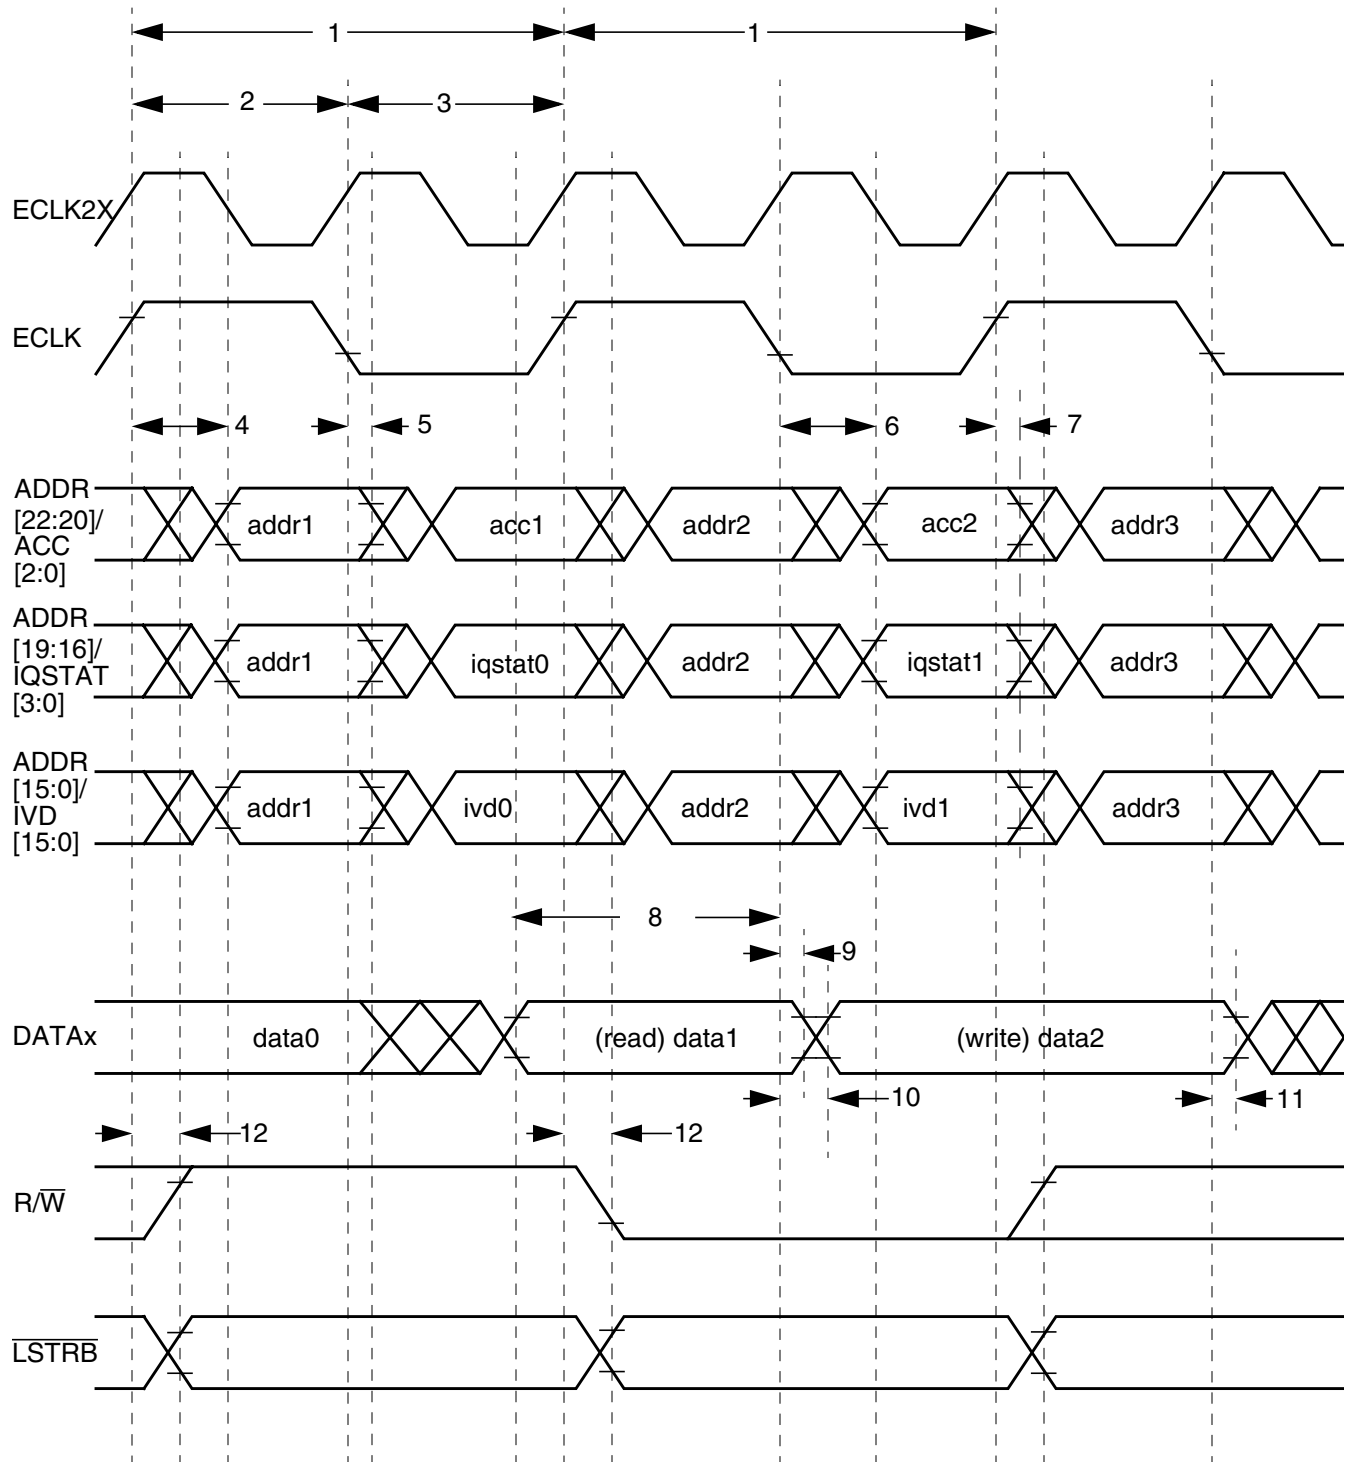 1 1
2 3
ECLK2X
ECLK
4 5 6 7
ADDR
[22:20]/
ACC
[2:0]
addr1 acc1 addr2 acc2 addr3
ADDR
[19:16]/
IQSTAT
[3:0]
addr1 iqstat0 addr2 iqstat1 addr3
ADDR
[15:0]/
IVD
[15:0]
addr1 ivd0 addr2 ivd1 addr3
8
9
DATAx data0 (read) data1 (write) data2
10 11
12 12
R/W̅
L̅S̅T̅R̅B̅